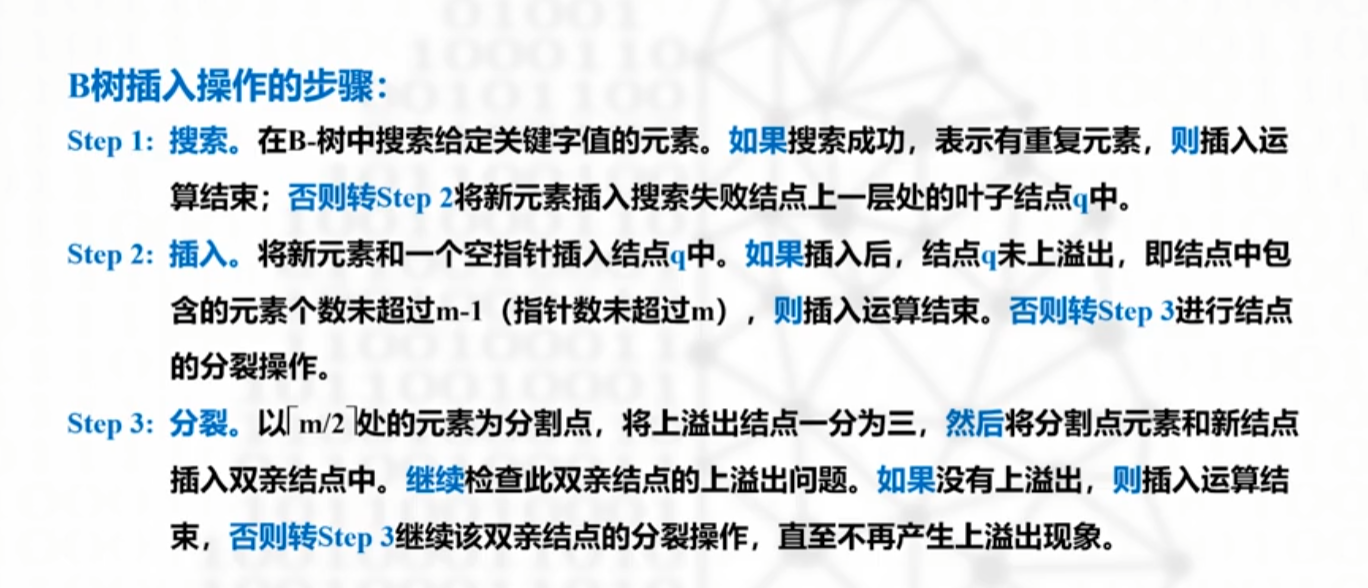 B树插入操作的步骤：
Step 1: 搜索。在B-树中搜索给定关键字值的元素。如果搜索成功，表示有重复元素，则插入运
算结束；否则转Step 2将新元素插入搜索失败结点上一层处的叶子结点q中。
Step 2: 插入。将新元素和一个空指针插入结点q中。如果插入后，结点q未上溢出，即结点中包
含的元素个数未超过m-1（指针数未超过m），则插入运算结束。否则转Step 3进行结点
的分裂操作。
Step 3: 分裂。以⌈m/2⌉处的元素为分割点，将上溢出结点一分为三，然后将分割点元素和新结点
插入双亲结点中。继续检查此双亲结点的上溢出问题。如果没有上溢出，则插入运算结
束，否则转Step 3继续该双亲结点的分裂操作，直至不再产生上溢出现象。